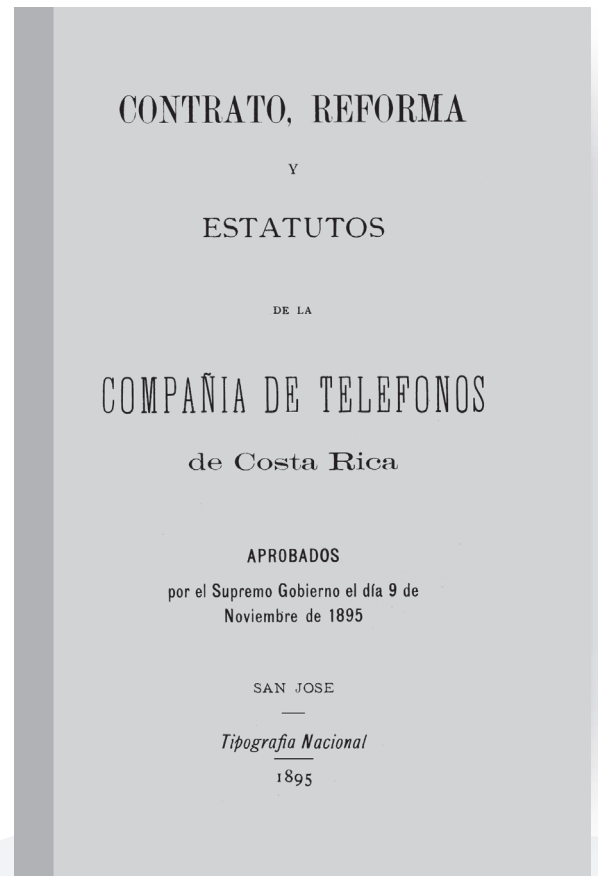 CONTRATO, REFORMA
Y
ESTATUTOS
DE LA
COMPAÑIA DE TELEFONOS
de Costa Rica
APROBADOS
por el Supremo Gobierno el día 9 de
Noviembre de 1895
SAN JOSE
Tipografia Nacional
1895